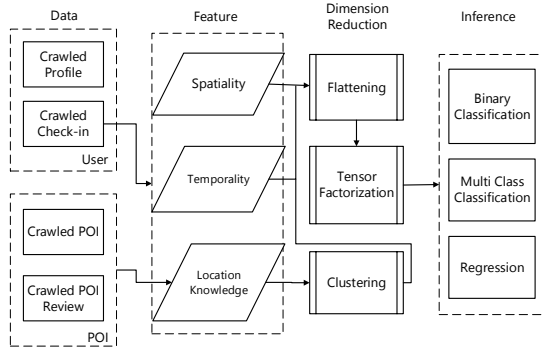 Data
Feature
Dimension
Reduction
Inference
Crawled
Profile
Crawled
Check-in
User
Crawled POI
Crawled POI
Review
POI
Spatiality
Temporality
Location
Knowledge
Flattening
Tensor
Factorization
Clustering
Binary
Classification
Multi Class
Classification
Regression